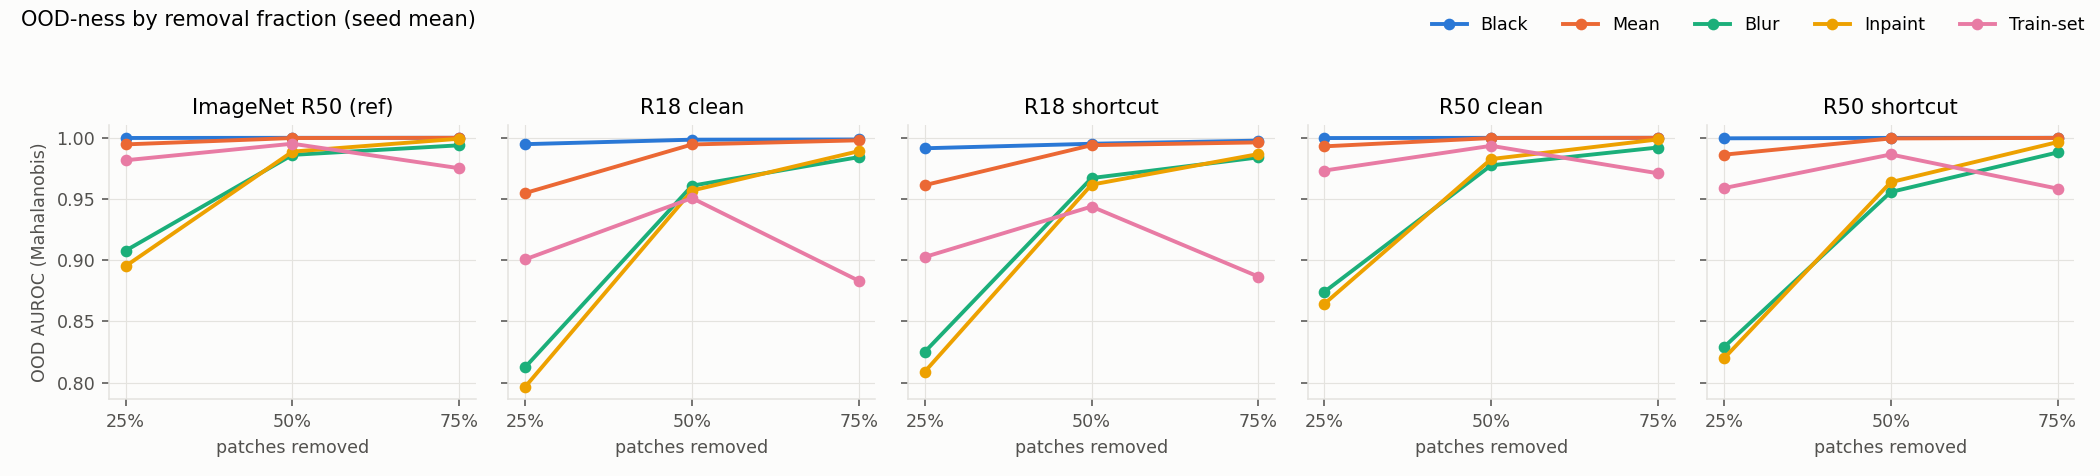 OOD-ness by removal fraction (seed mean)
Black Mean Blur Inpaint Train-set
ImageNet R50 (ref) R18 clean R18 shortcut R50 clean R50 shortcut
OOD AUROC (Mahalanobis)
1.00
0.95
0.90
0.85
0.80
25% 50% 75% 25% 50% 75% 25% 50% 75% 25% 50% 75% 25% 50% 75%
patches removed patches removed patches removed patches removed patches removed